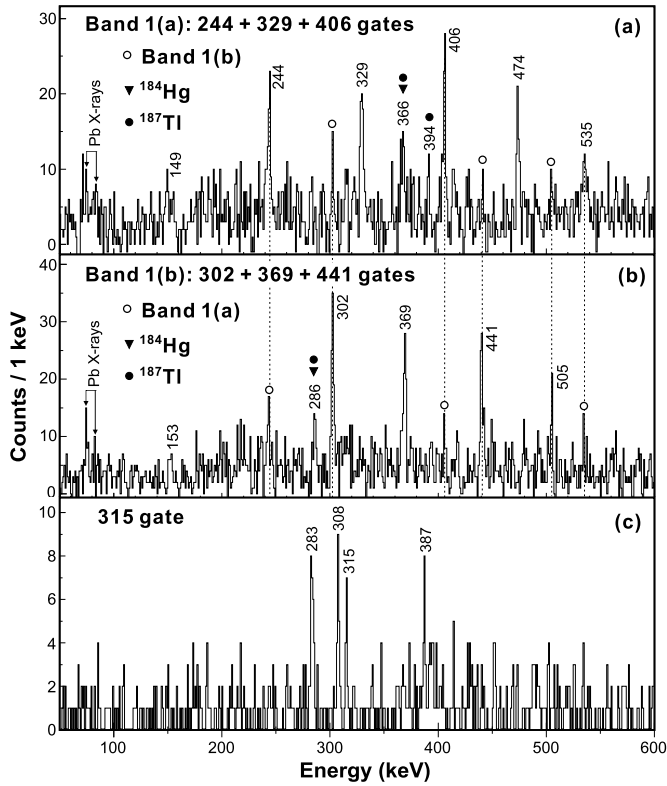 Band 1(a): 244 + 329 + 406 gates
(a)
Band 1(b)
184Hg
187Tl
Pb X-rays
149
244
329
366
394
406
474
535
30
20
10
0
Band 1(b): 302 + 369 + 441 gates
(b)
Band 1(a)
184Hg
187Tl
Pb X-rays
153
286
302
369
441
505
40
30
20
10
0
Counts / 1 keV
315 gate
(c)
283
308
315
387
10
8
6
4
2
0
100
200
300
400
500
600
Energy (keV)